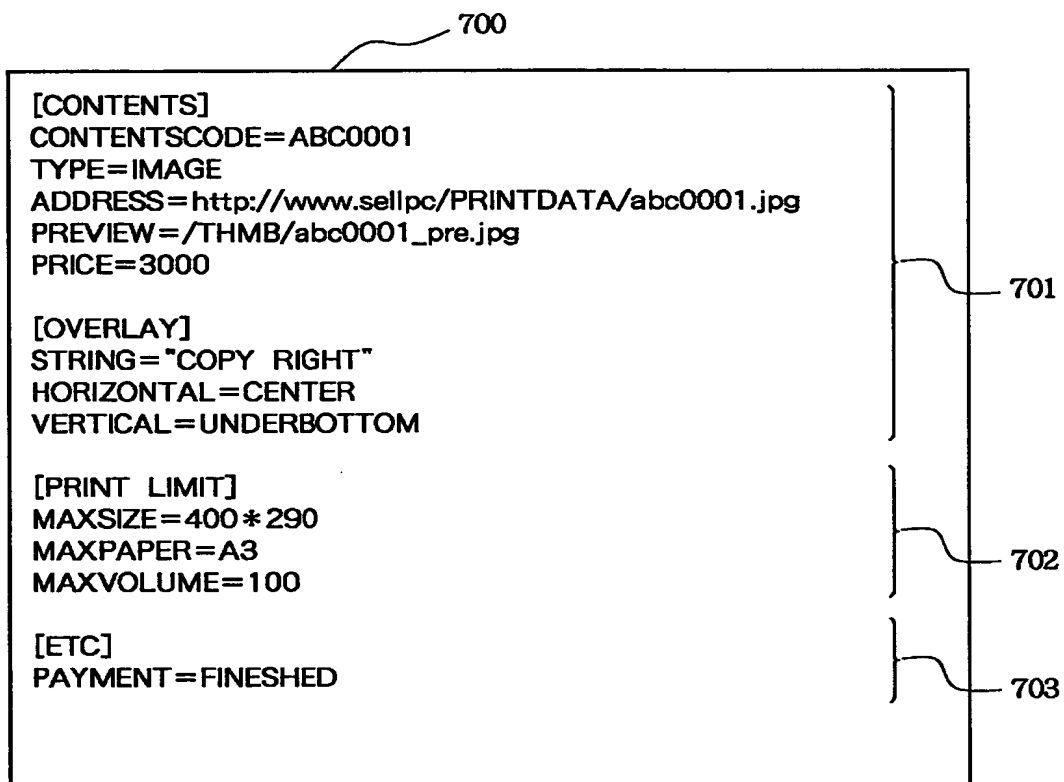 700
[CONTENTS]
CONTENTSCODE=ABC0001
TYPE=IMAGE
ADDRESS=http://www.sellpc/PRINTDATA/abc0001.jpg
PREVIEW=/THMB/abc0001_pre.jpg
PRICE=3000
701
[OVERLAY]
STRING="COPY RIGHT"
HORIZONTAL=CENTER
VERTICAL=UNDERBOTTOM
[PRINT LIMIT]
MAXSIZE=400*290
MAXPAPER=A3
702
MAXVOLUME=100
[ETC]
PAYMENT=FINESHED
703